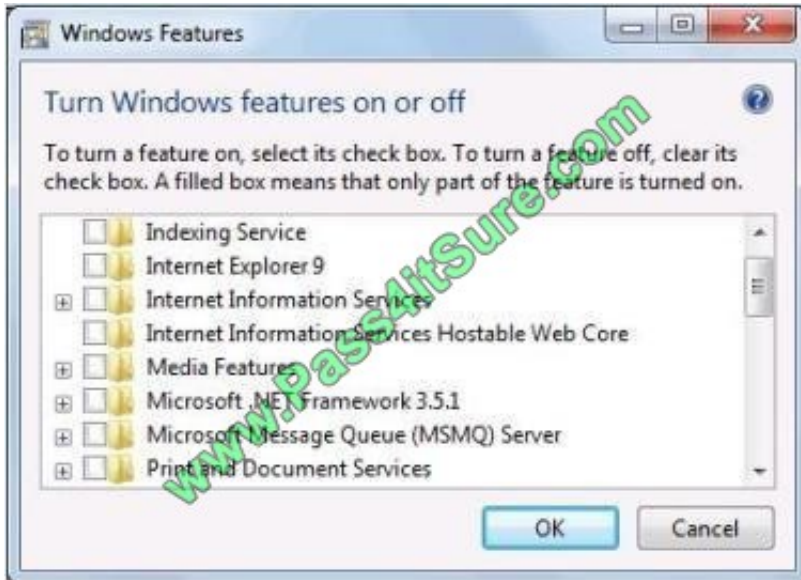 Windows Features
Turn Windows features on or off
To turn a feature on, select its check box. To turn a feature off, clear its
check box. A filled box means that only part of the feature is turned on.
Indexing Service
Internet Explorer 9
Internet Information Services
Internet Information Services Hostable Web Core
Media Features
Microsoft .NET Framework 3.5.1
Microsoft Message Queue (MSMQ) Server
Print and Document Services
www.Pass4itSure.com
OK
Cancel